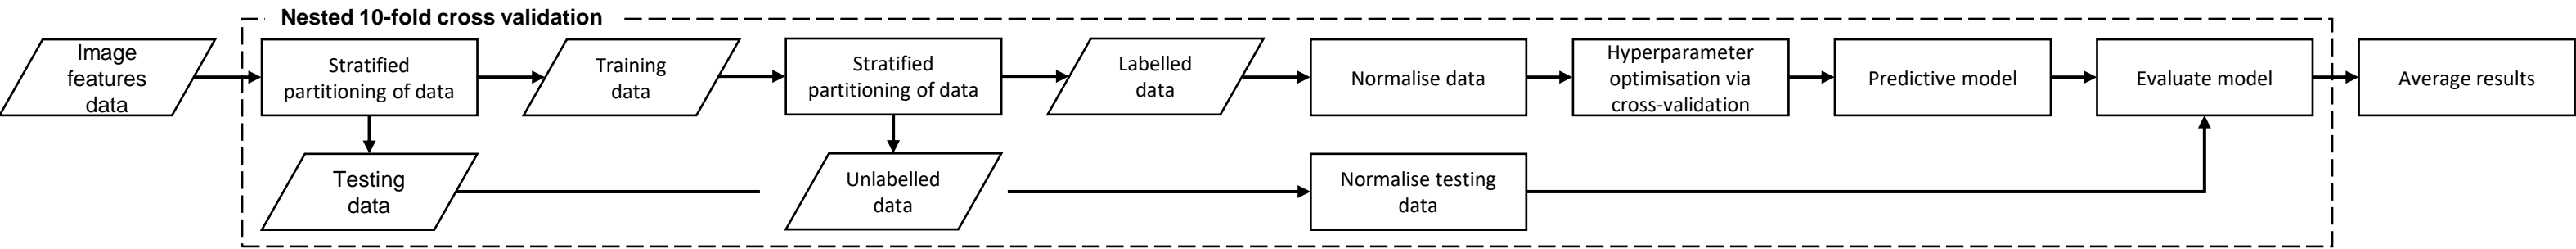 Nested 10-fold cross validation
Image
features
data
Stratified
partitioning of data
Training
data
Stratified
partitioning of data
Labelled
data
Normalise data
Hyperparameter
optimisation via
cross-validation
Predictive model
Evaluate model
Average results
Testing
data
Unlabelled
data
Normalise testing
data